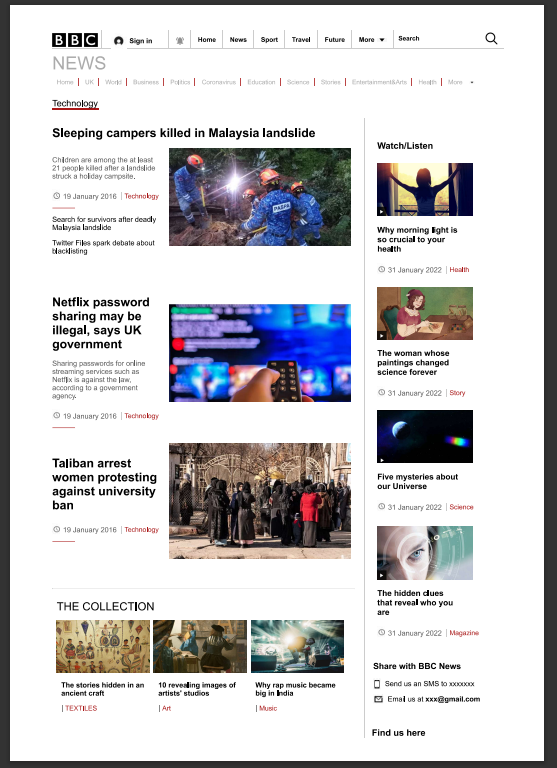 BBC
Sign in
Home
News
Sport
Travel
Future
More
Search
NEWS
Home
UK
World
Business
Politics
Coronavirus
Education
Science
Stories
Entertainment&Arts
Health
More
Technology
Sleeping campers killed in Malaysia landslide
Children are among the at least
21 people killed after a landslide
struck a holiday campsite.
19 January 2016 | Technology
Search for survivors after deadly
Malaysia landslide
Twitter Files spark debate about
blacklisting
Netflix password
sharing may be
illegal, says UK
government
Sharing passwords for online
streaming services such as
Netflix is against the law,
according to a government
agency.
19 January 2016 | Technology
Taliban arrest
women protesting
against university
ban
19 January 2016 | Technology
THE COLLECTION
The stories hidden in an
ancient craft
| TEXTILES
10 revealing images of
artists' studios
| Art
Why rap music became
big in India
| Music
Watch/Listen
Why morning light is
so crucial to your
health
31 January 2022 | Health
The woman whose
paintings changed
science forever
31 January 2022 | Story
Five mysteries about
our Universe
31 January 2022 | Science
The hidden clues
that reveal who you
are
31 January 2022 | Magazine
Share with BBC News
Send us an SMS to xxxxxxx
Email us at xxx@gmail.com
Find us here